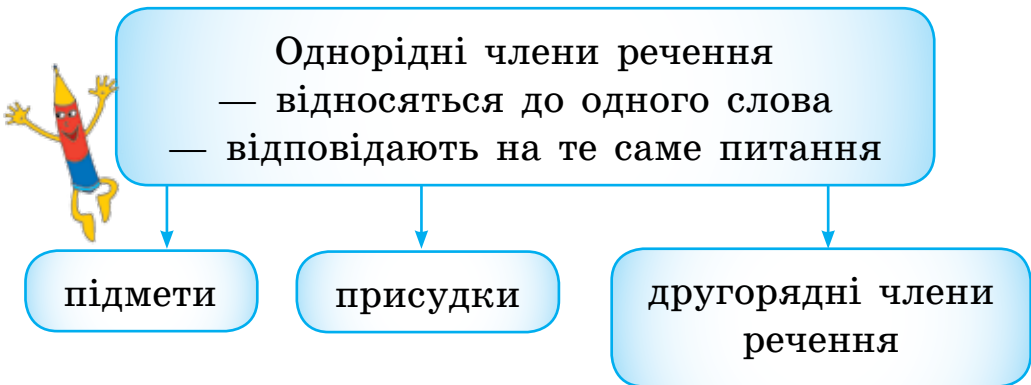 Однорідні члени речення
— відносяться до одного слова
— відповідають на те саме питання
підмети
присудки
другорядні члени
речення